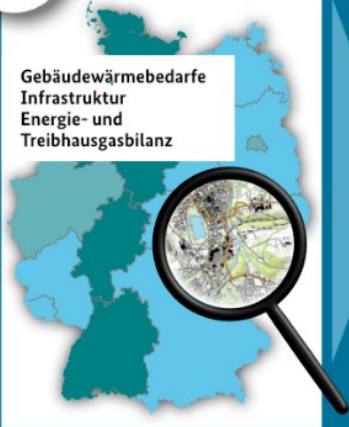 Gebäudewärmebedarfe
Infrastruktur
Energie- und
Treibhausgasbilanz